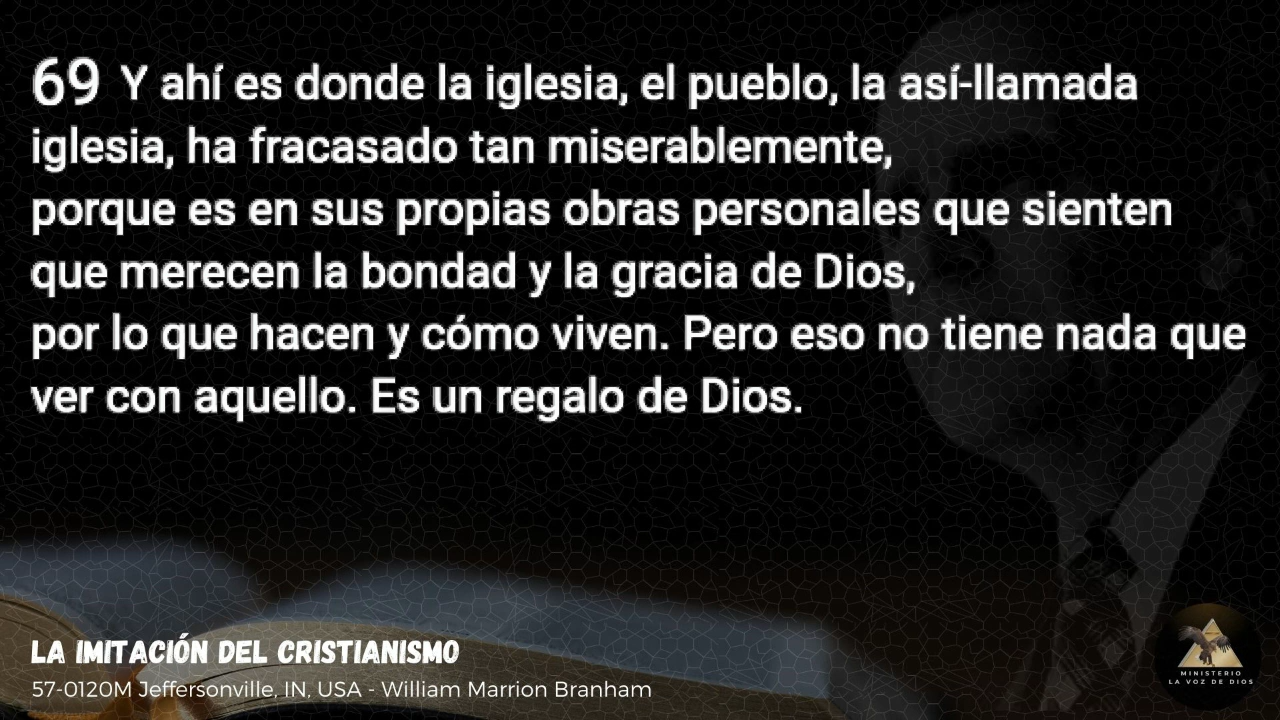 69 Y ahí es donde la iglesia, el pueblo, la así-llamada
iglesia, ha fracasado tan miserablemente,
porque es en sus propias obras personales que sienten
que merecen la bondad y la gracia de Dios,
por lo que hacen y cómo viven. Pero eso no tiene nada que
ver con aquello. Es un regalo de Dios.
LA IMITACIÓN DEL CRISTIANISMO
57-0120M Jeffersonville, IN, USA - William Marrion Branham
MINISTERIO
LA VOZ DE DIOS